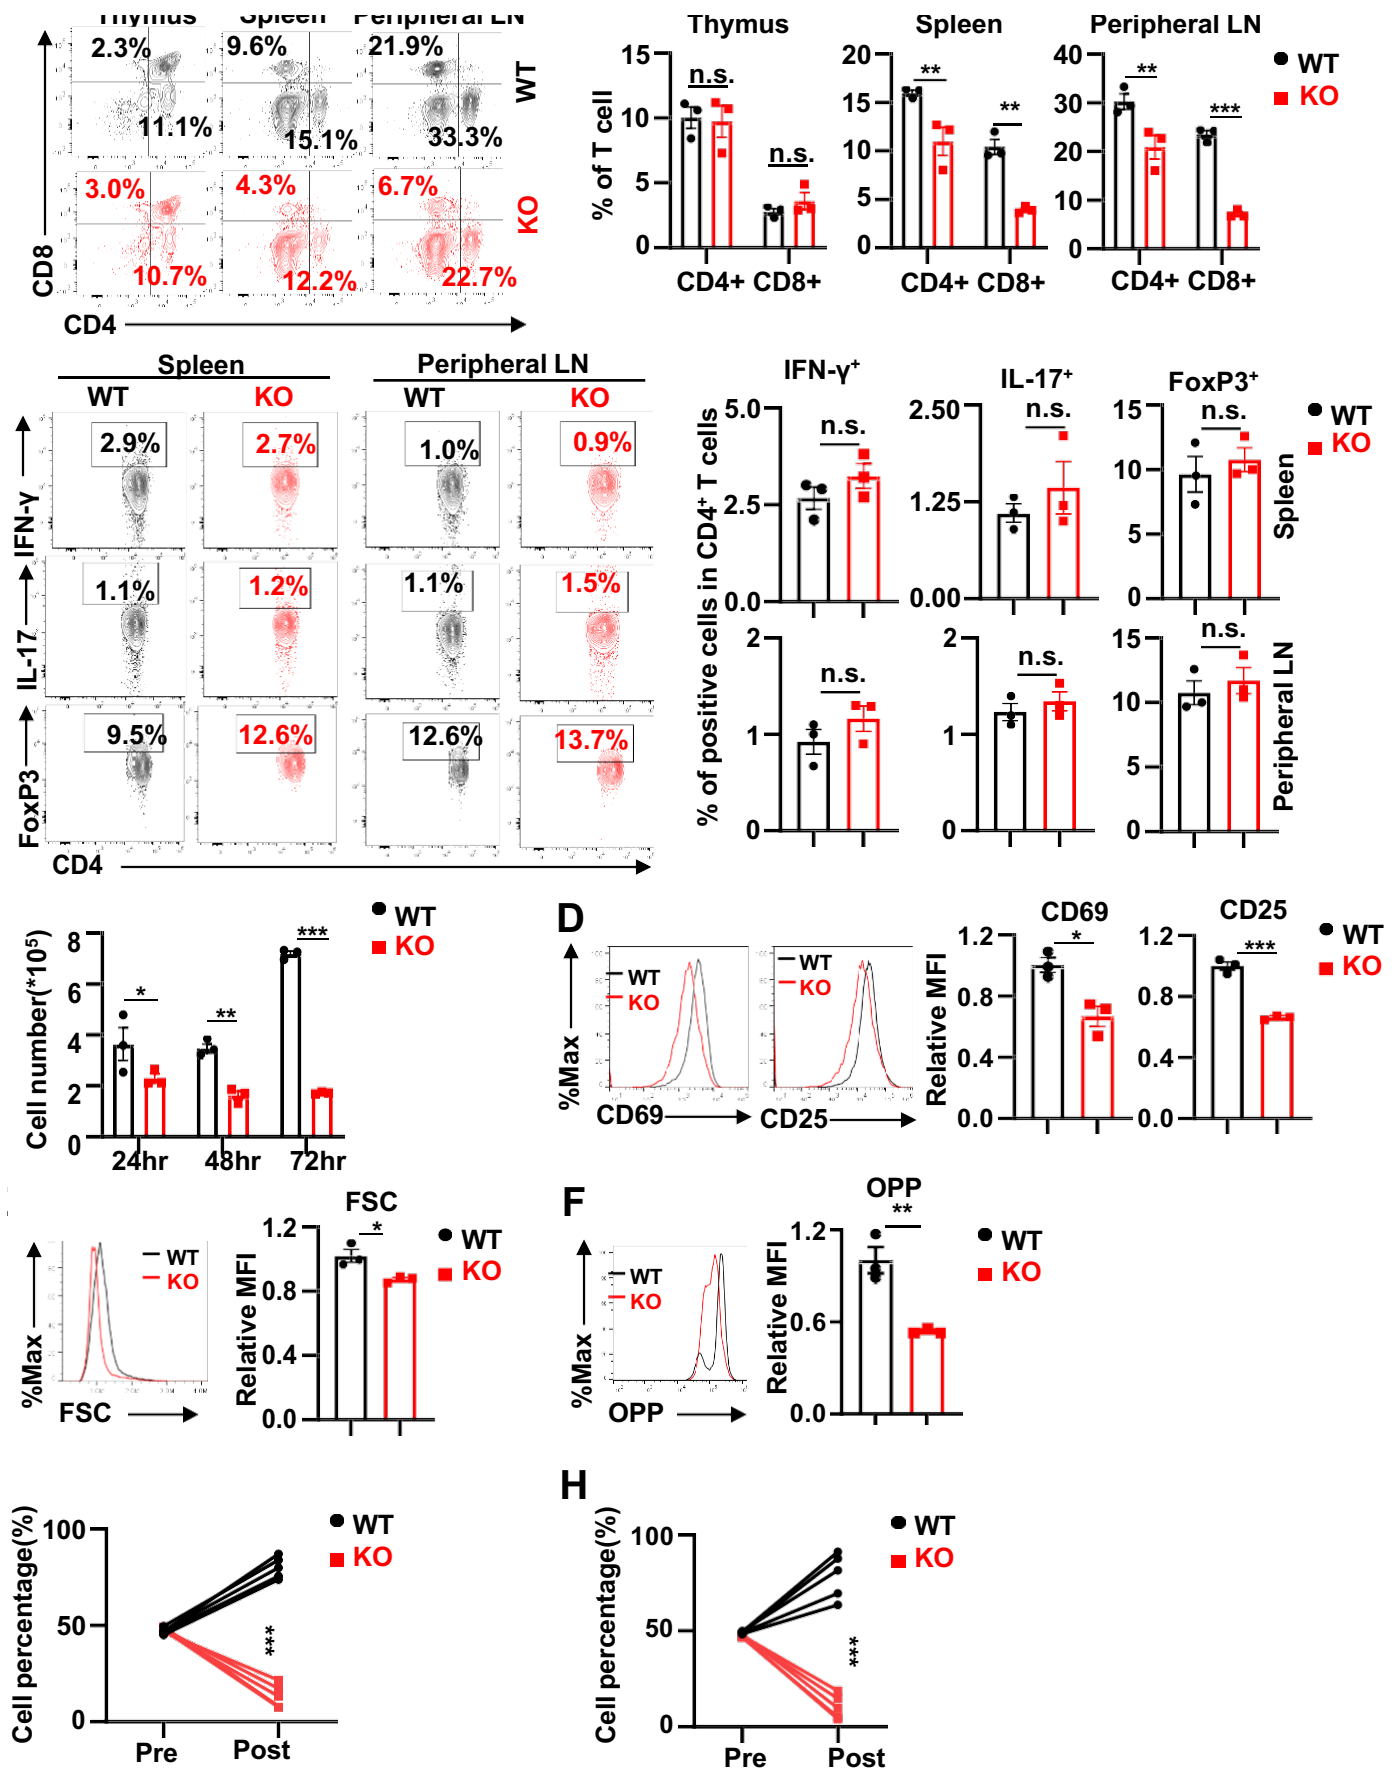 Thymus Spleen Peripheral LN
2.3% 9.6% 21.9%
11.1% 15.1% 33.3%
WT
3.0% 4.3% 6.7%
10.7% 12.2% 22.7%
KO
CD8
CD4
Thymus Spleen Peripheral LN
% of T cell
15 10 5 0
n.s. n.s.
CD4+ CD8+
20 15 10 5 0
** **
CD4+ CD8+
40 30 20 10 0
** ***
CD4+ CD8+
WT
KO
Spleen Peripheral LN
WT KO WT KO
IFN-γ
2.9% 2.7% 1.0% 0.9%
IL-17
1.1% 1.2% 1.1% 1.5%
FoxP3
9.5% 12.6% 12.6% 13.7%
CD4
IFN-γ+ IL-17+ FoxP3+
% of positive cells in CD4+ T cells
5.0 2.5 0.0
n.s.
2.50 1.25 0.00
n.s.
15 10 5 0
n.s.
Spleen
WT
KO
2 1 0
n.s.
2 1 0
n.s.
15 10 5 0
n.s.
Peripheral LN
Cell number(*10⁵)
8 6 4 2 0
* ** ***
24hr 48hr 72hr
WT
KO
D
%Max
WT
KO
CD69
WT
KO
CD25
CD69 CD25
Relative MFI
1.2 0.8 0.4 0.0
*
1.2 0.8 0.4 0.0
***
WT
KO
%Max
WT
KO
FSC
FSC
Relative MFI
1.2 0.8 0.4 0.0
*
WT
KO
F
%Max
WT
KO
OPP
OPP
Relative MFI
1.2 0.6 0.0
**
WT
KO
Cell percentage(%)
100 50 0
***
Pre Post
WT
KO
H
Cell percentage(%)
100 50 0
***
Pre Post
WT
KO